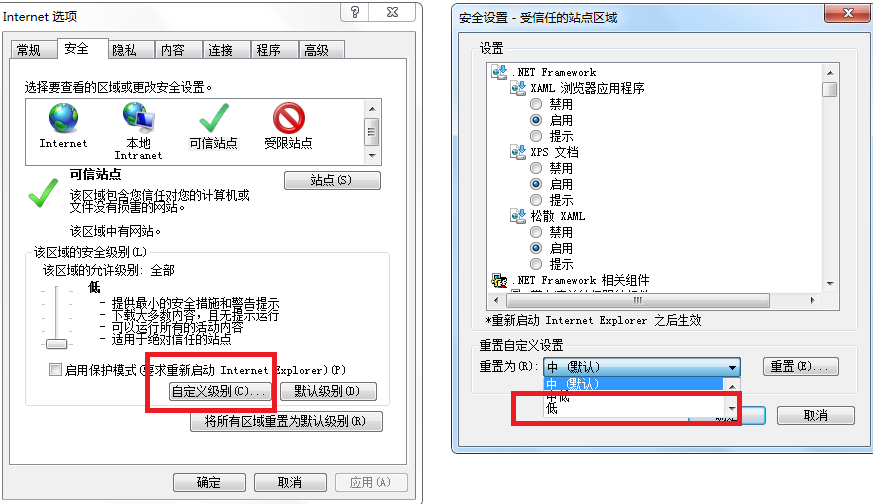 Internet 选项
常规 安全 隐私 内容 连接 程序 高级
选择要查看的区域或更改安全设置。
Internet
本地
Intranet
可信站点
受限站点
可信站点
站点(S)
该区域包含您信任对您的计算机或
文件没有损害的网站。
该区域中有网站。
该区域的安全级别(L)
该区域的允许级别: 全部
低
- 提供最小的安全措施和警告提示
- 下载大多数内容，且无提示运行
- 可以运行所有的活动内容
- 适用于绝对信任的站点
启用保护模式(要求重新启动 Internet Explorer)(P)
自定义级别(C)... 默认级别(D)
将所有区域重置为默认级别(R)
确定 取消 应用(A)
安全设置 - 受信任的站点区域
设置
.NET Framework
XAML 浏览器应用程序
禁用
启用
提示
XPS 文档
禁用
启用
提示
松散 XAML
禁用
启用
提示
.NET Framework 相关组件
*重新启动 Internet Explorer 之后生效
重置自定义设置
重置为(R): 中 (默认) 重置(E)...
中 (默认)
中低
低
取消